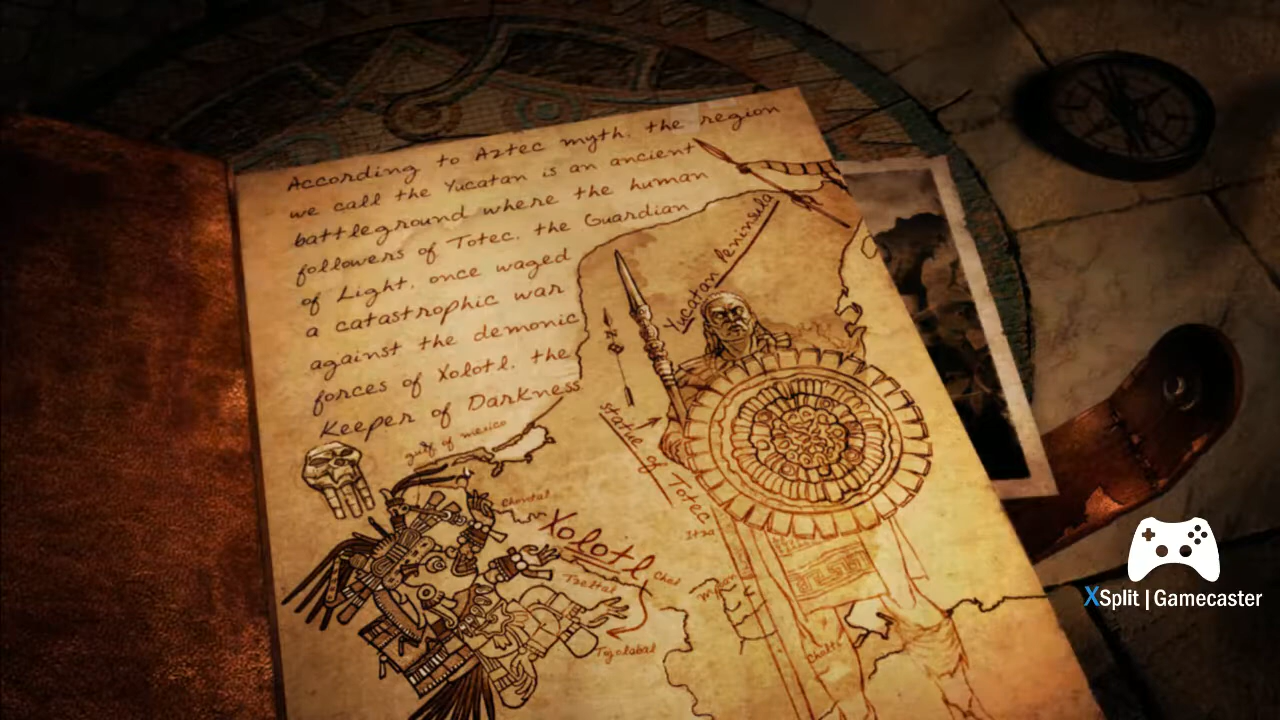 According to Aztec myth, the region
we call the Yucatan is an ancient
battleground where the human
followers of Totec, the Guardian
of Light, once waged
a catastrophic war
against the demonic
forces of Xolotl, the
Keeper of Darkness
Yucatan Peninsula
N
statue of Totec
gulf of mexico
Chontal
Xolotl
Itza
Tzeltal
Chol
Tojolabal
XSplit | Gamecaster